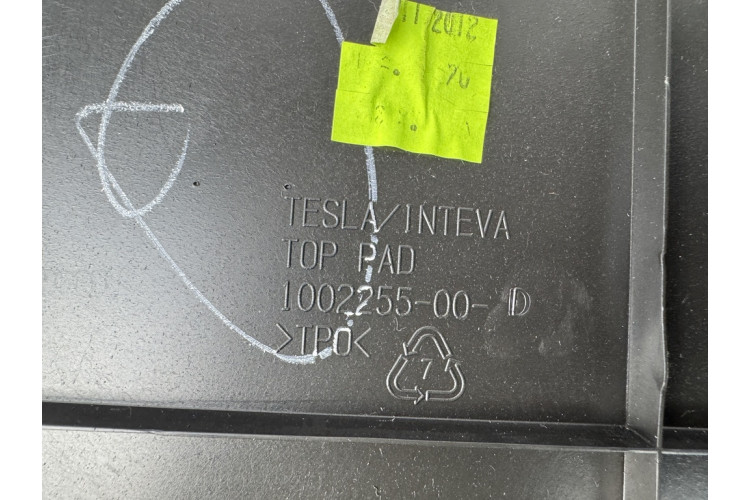 11/2012
TESLA/INTEVA
TOP PAD
1002255-00- D
>TPO<
7